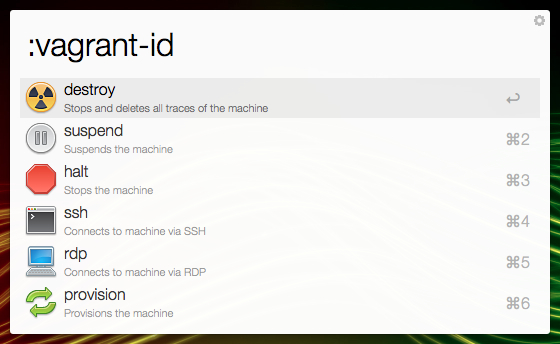 :vagrant-id
destroy
Stops and deletes all traces of the machine
↩
suspend
Suspends the machine
⌘2
halt
Stops the machine
⌘3
ssh
Connects to machine via SSH
⌘4
rdp
Connects to machine via RDP
⌘5
provision
Provisions the machine
⌘6